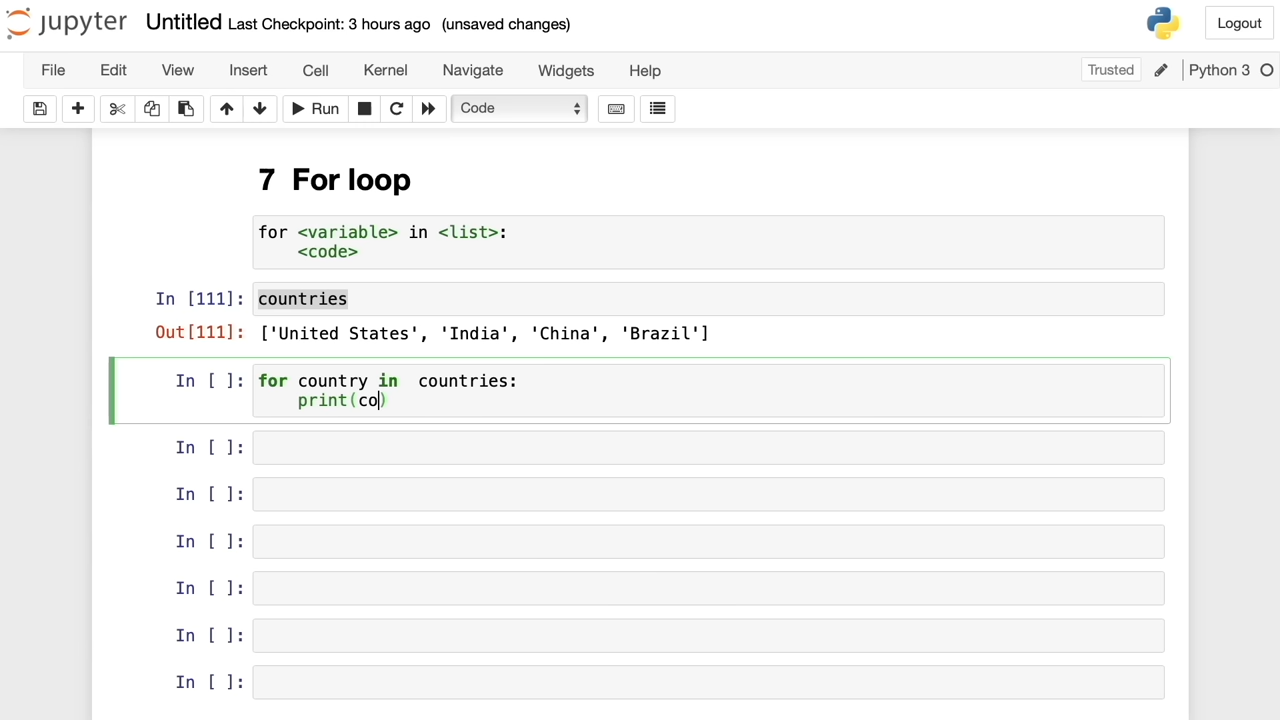 jupyter Untitled Last Checkpoint: 3 hours ago (unsaved changes) Logout
File Edit View Insert Cell Kernel Navigate Widgets Help Trusted Python 3
Run Code
7 For loop
for <variable> in <list>:
    <code>
In [111]: countries
Out[111]: ['United States', 'India', 'China', 'Brazil']
In [ ]: for country in  countries:
    print(co)
In [ ]:
In [ ]:
In [ ]:
In [ ]:
In [ ]:
In [ ]: